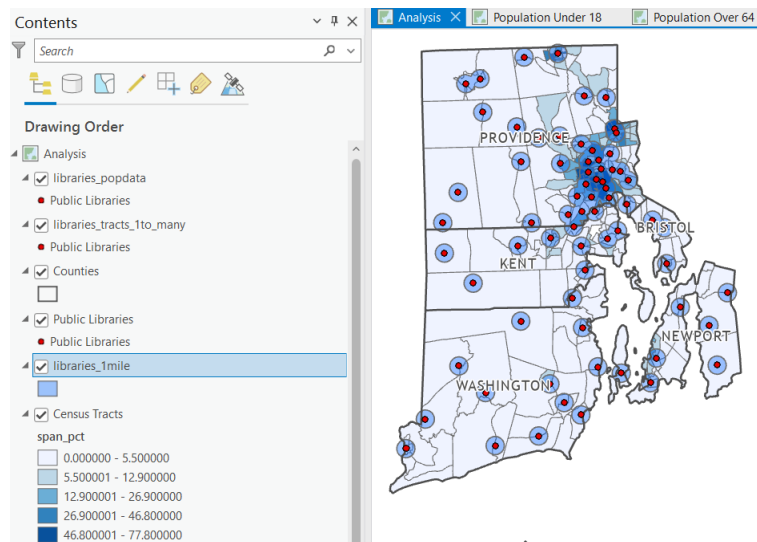 Contents
Search
Drawing Order
Analysis
libraries_popdata
Public Libraries
libraries_tracts_1to_many
Public Libraries
Counties
Public Libraries
Public Libraries
libraries_1mile
Census Tracts
span_pct
0.000000 - 5.500000
5.500001 - 12.900000
12.900001 - 26.900000
26.900001 - 46.800000
46.800001 - 77.800000
Analysis
Population Under 18
Population Over 64
PROVIDENCE
BRISTOL
KENT
NEWPORT
WASHINGTON